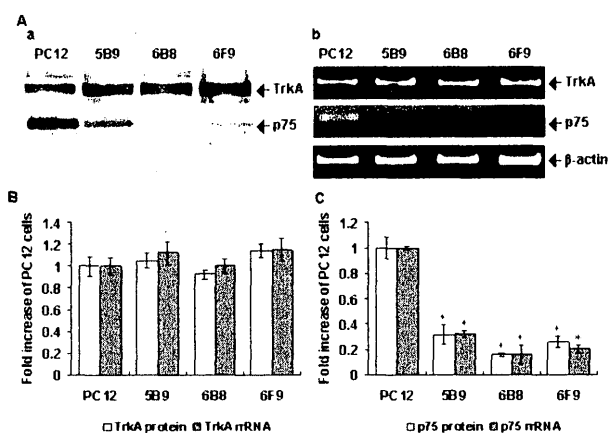 A
a
PC12 5B9 6B8 6F9
TrkA
p75
b
PC12 5B9 6B8 6F9
TrkA
p75
β-actin
B
Fold increase of PC 12 cells
1.4
1.2
1
0.8
0.6
0.4
0.2
0
PC12 5B9 6B8 6F9
TrkA protein TrkA mRNA
C
Fold increase of PC 12 cells
1.2
1
0.8
0.6
0.4
0.2
0
* * * * * *
PC12 5B9 6B8 6F9
p75 protein p75 mRNA